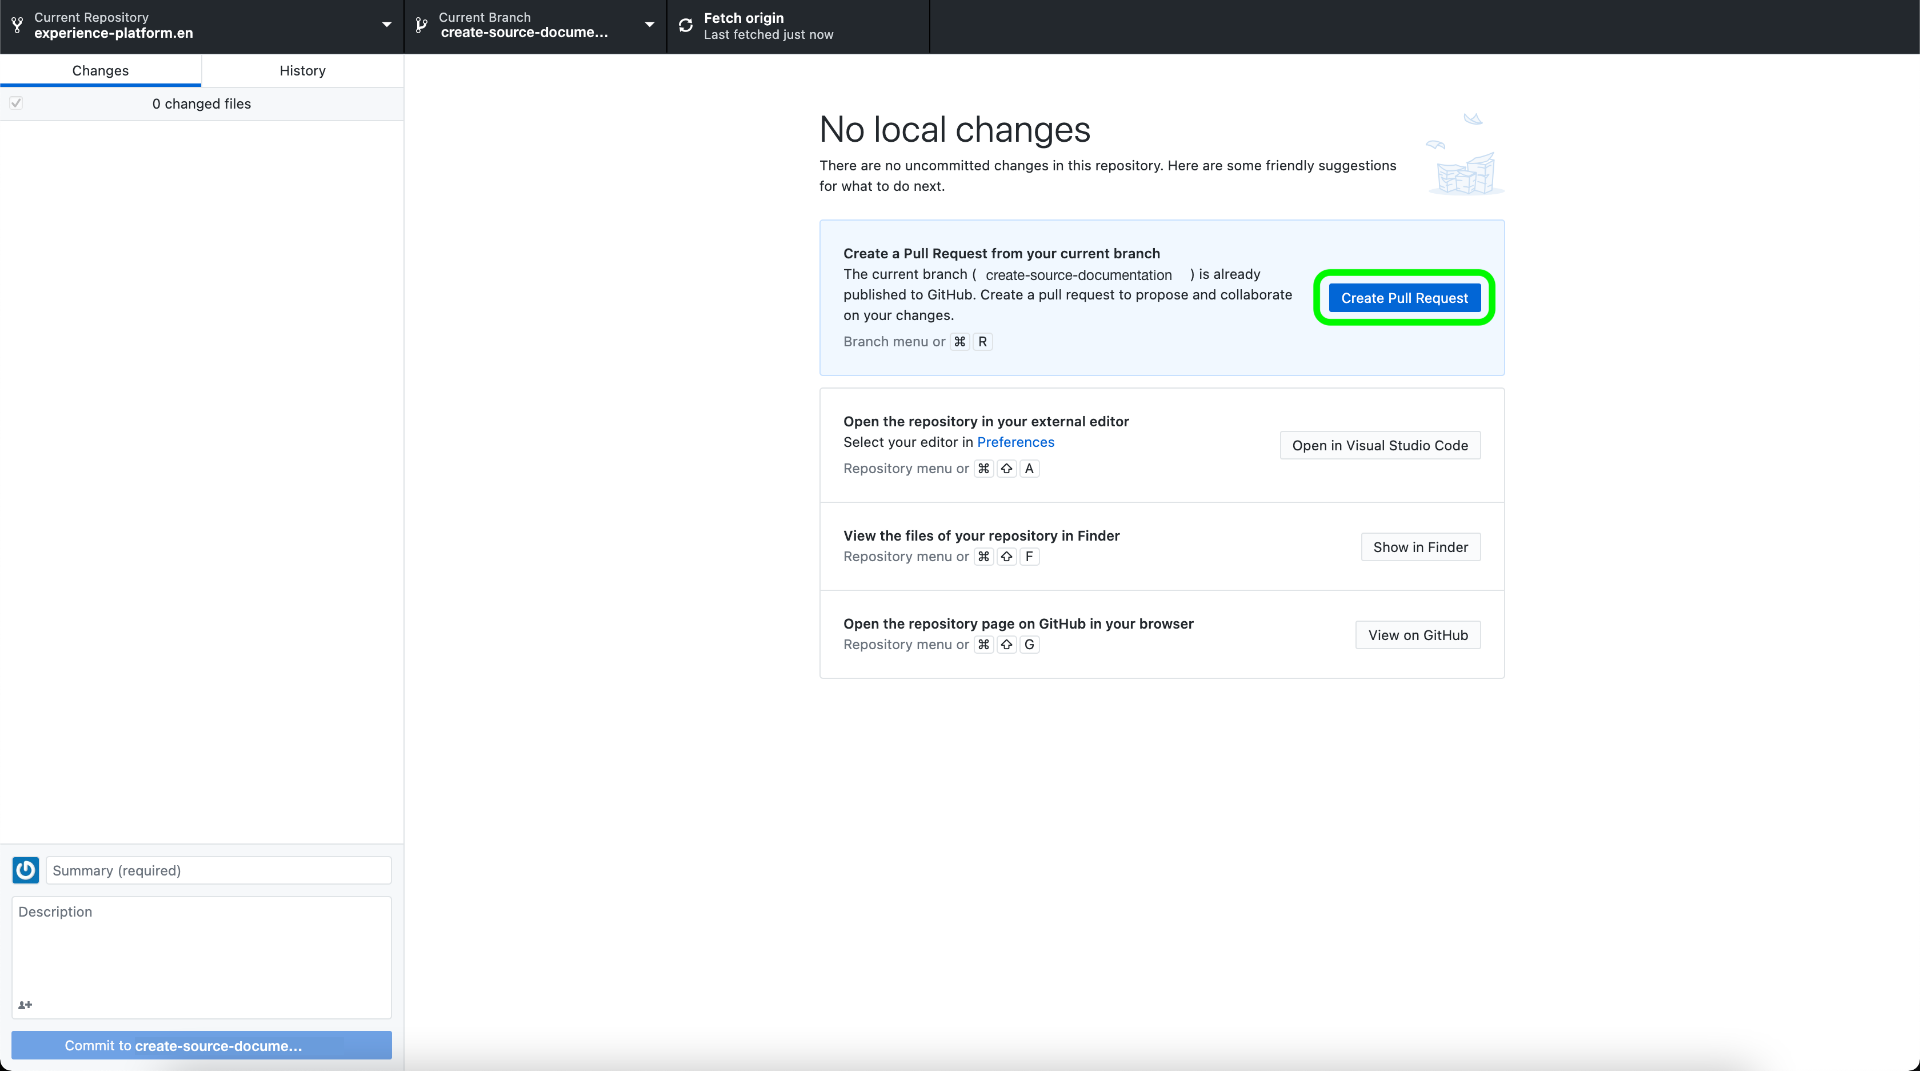 Current Repository
experience-platform.en
Current Branch
create-source-docume...
Fetch origin
Last fetched just now
Changes
History
0 changed files
No local changes
There are no uncommitted changes in this repository. Here are some friendly suggestions
for what to do next.
Create a Pull Request from your current branch
The current branch ( create-source-documentation ) is already
published to GitHub. Create a pull request to propose and collaborate
on your changes.
Branch menu or ⌘ R
Create Pull Request
Open the repository in your external editor
Select your editor in Preferences
Repository menu or ⌘ ⇧ A
Open in Visual Studio Code
View the files of your repository in Finder
Repository menu or ⌘ ⇧ F
Show in Finder
Open the repository page on GitHub in your browser
Repository menu or ⌘ ⇧ G
View on GitHub
Summary (required)
Description
Commit to create-source-docume...